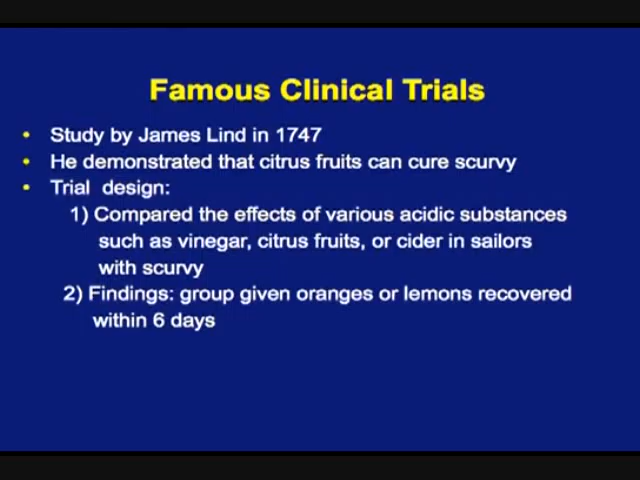 Famous Clinical Trials
• Study by James Lind in 1747
• He demonstrated that citrus fruits can cure scurvy
• Trial design:
1) Compared the effects of various acidic substances
such as vinegar, citrus fruits, or cider in sailors
with scurvy
2) Findings: group given oranges or lemons recovered
within 6 days